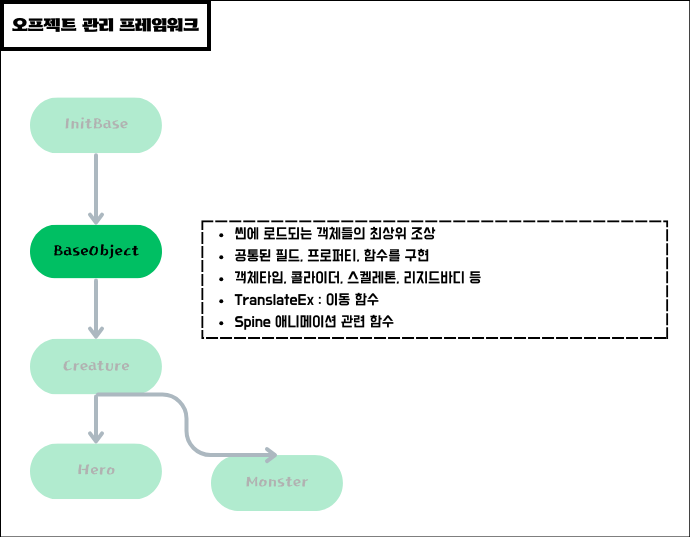 오프젝트 관리 프레임워크
InitBase
BaseObject
• 씬에 로드되는 객체들의 최상위 조상
• 공통된 필드, 프로퍼티, 함수를 구현
• 객체타입, 콜라이더, 스켈레톤, 리지드바디 등
• TranslateEx : 이동 함수
• Spine 애니메이션 관련 함수
Creature
Hero
Monster